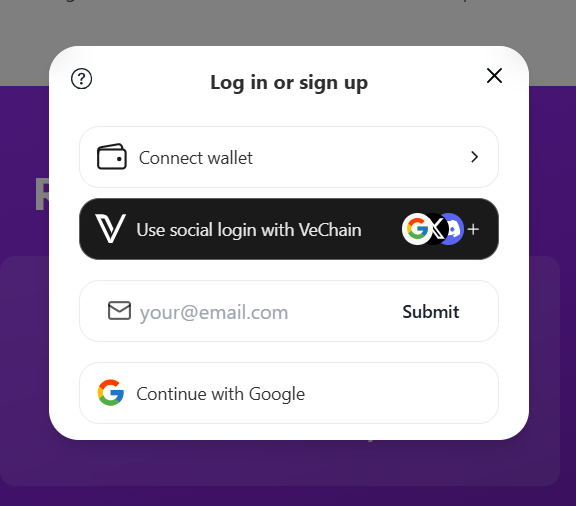 Log in or sign up
Connect wallet
Use social login with VeChain
your@email.com
Submit
Continue with Google